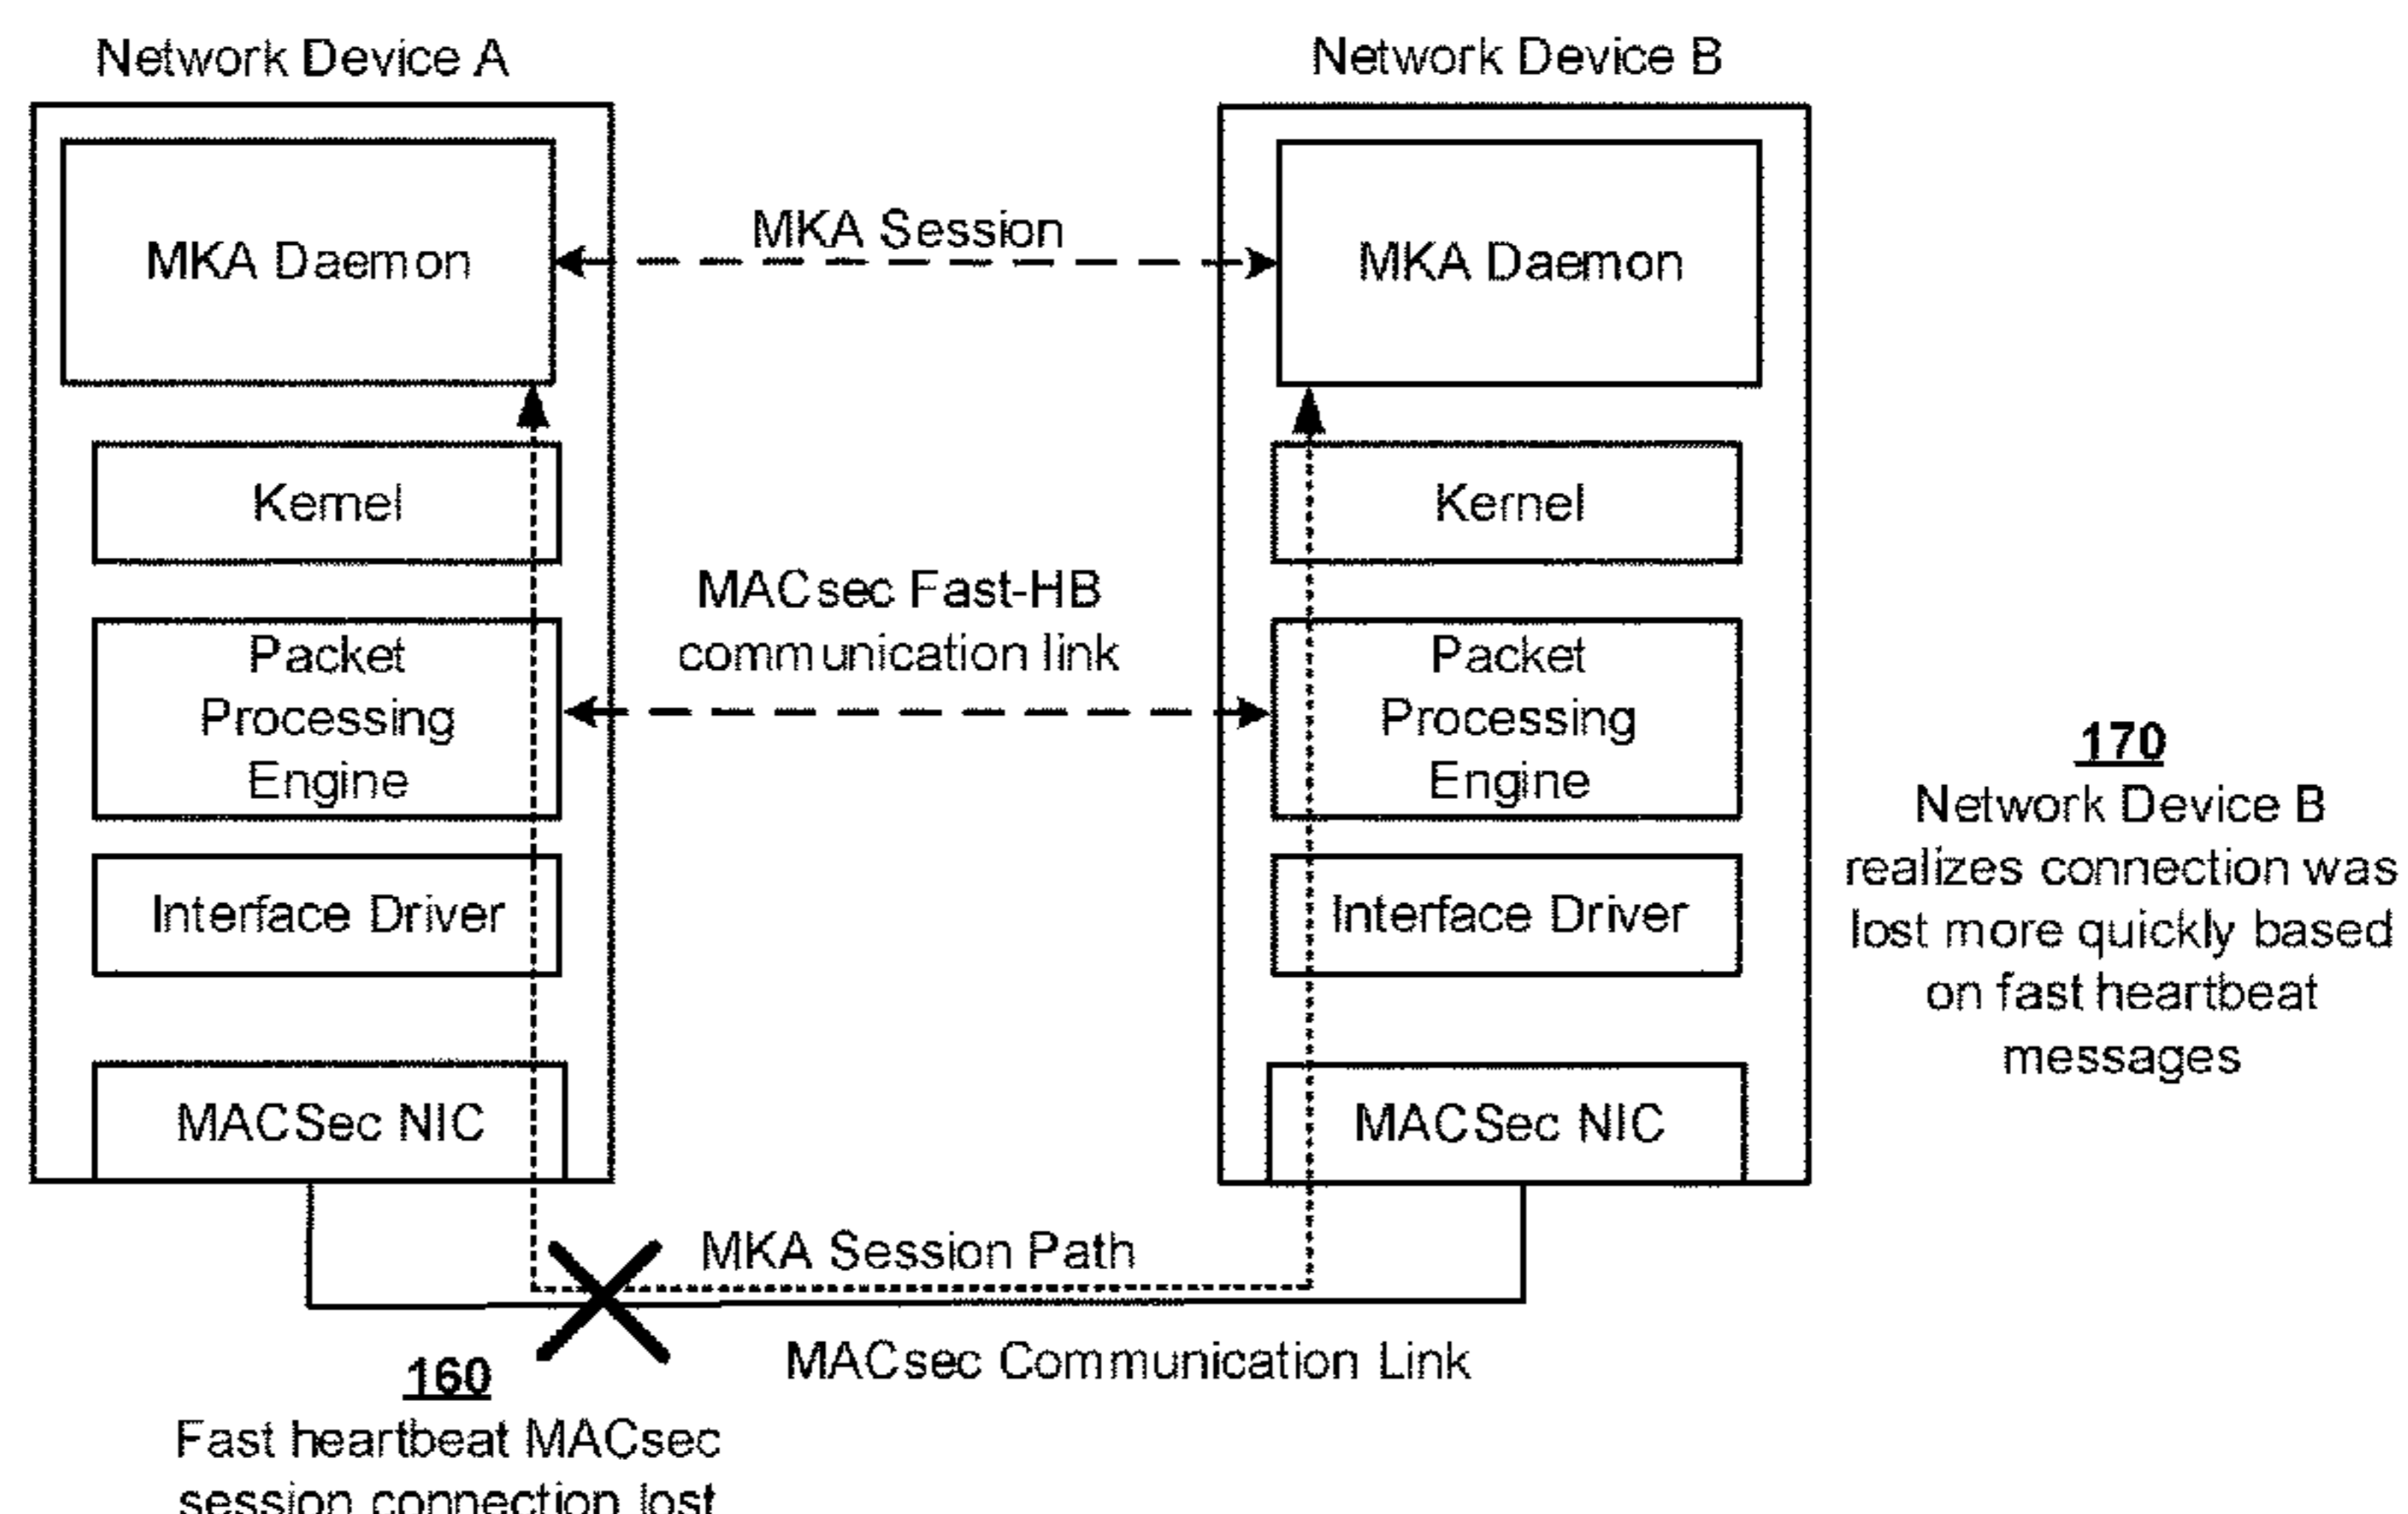 Network Device A
Network Device B
MKA Daemon
MKA Session
MKA Daemon
Kernel
Kernel
MACsec Fast-HB
communication link
Packet
Processing
Engine
Packet
Processing
Engine
170
Network Device B
realizes connection was
lost more quickly based
on fast heartbeat
messages
Interface Driver
Interface Driver
MACSec NIC
MACSec NIC
MKA Session Path
MACsec Communication Link
160
Fast heartbeat MACsec
session connection lost